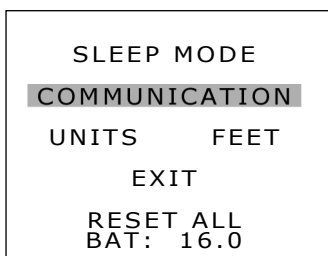 SLEEP MODE
COMMUNICATION
UNITS FEET
EXIT
RESET ALL
BAT: 16.0